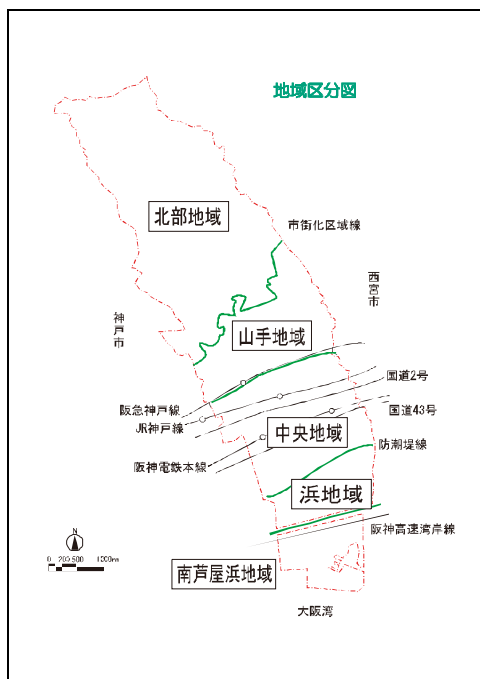 地域区分図
北部地域
市街化区域線
西宮市
神戸市
山手地域
国道2号
阪急神戸線
国道43号
JR神戸線
中央地域
防潮堤線
阪神電鉄本線
浜地域
阪神高速湾岸線
N
南芦屋浜地域
大阪湾